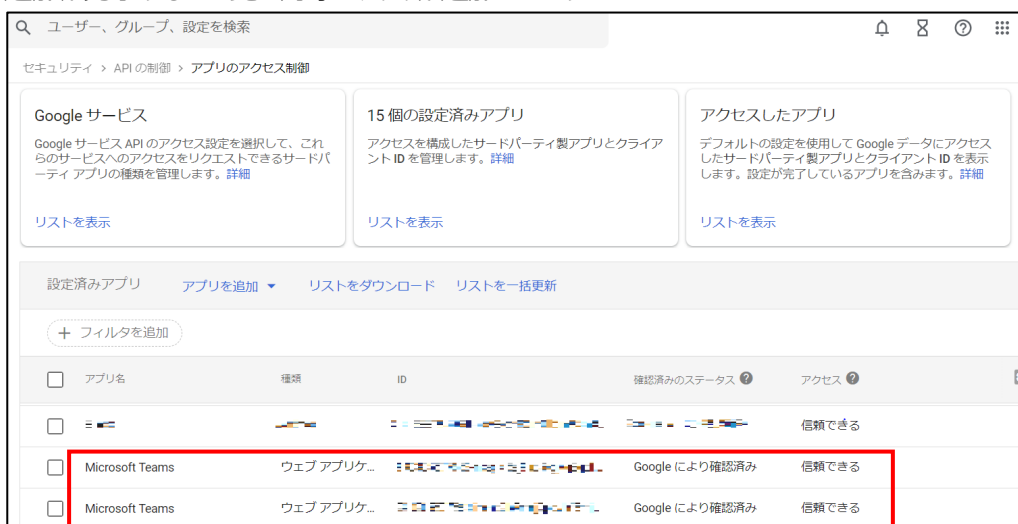 ユーザー、グループ、設定を検索
セキュリティ > API の制御 > アプリのアクセス制御
Google サービス
Google サービス API のアクセス設定を選択して、これ
らのサービスへのアクセスをリクエストできるサードパ
ーティ アプリの種類を管理します。詳細
リストを表示
15 個の設定済みアプリ
アクセスを構成したサードパーティ製アプリとクライア
ント ID を管理します。詳細
リストを表示
アクセスしたアプリ
デフォルトの設定を使用して Google データにアクセス
したサードパーティ製アプリとクライアント ID を表示
します。設定が完了しているアプリを含みます。詳細
リストを表示
設定済みアプリ アプリを追加 リストをダウンロード リストを一括更新
+ フィルタを追加
アプリ名 種類 ID 確認済みのステータス アクセス
信頼できる
Microsoft Teams ウェブ アプリケ... Google により確認済み 信頼できる
Microsoft Teams ウェブ アプリケ... Google により確認済み 信頼できる